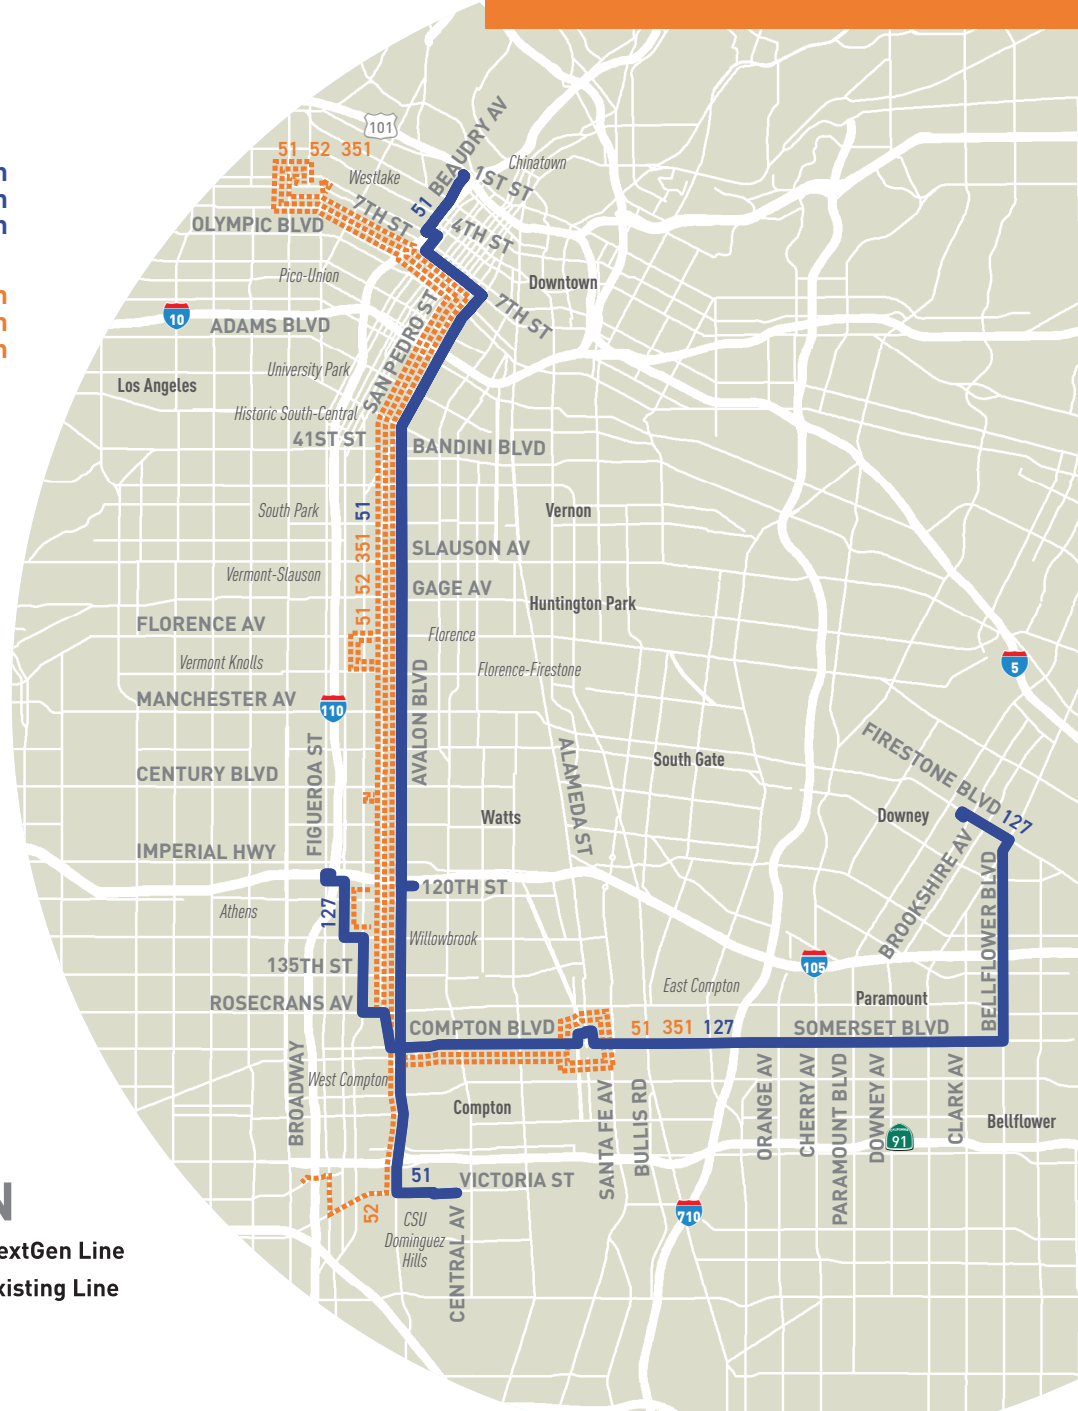 101
51 52 351
BEAUDRY AV
Chinatown
1ST ST
Westlake
51
7TH ST
4TH ST
OLYMPIC BLVD
Pico-Union
Downtown
7TH ST
10
ADAMS BLVD
SAN PEDRO ST
University Park
Los Angeles
Historic South-Central
41ST ST
BANDINI BLVD
South Park
51
Vernon
351
SLAUSON AV
Vermont-Slauson
52
GAGE AV
Huntington Park
51
FLORENCE AV
Florence
Vermont Knolls
Florence-Firestone
5
MANCHESTER AV
110
AVALON BLVD
FIGUEROA ST
ALAMEDA ST
South Gate
FIRESTONE BLVD
127
CENTURY BLVD
Watts
Downey
IMPERIAL HWY
BROOKSHIRE AV
BELLFLOWER BLVD
120TH ST
127
Athens
Willowbrook
135TH ST
105
East Compton
Paramount
ROSECRANS AV
COMPTON BLVD
51 351 127
SOMERSET BLVD
BROADWAY
West Compton
Compton
SANTA FE AV
BULLIS RD
ORANGE AV
CHERRY AV
PARAMOUNT BLVD
DOWNEY AV
CLARK AV
CALIFORNIA
91
Bellflower
51
VICTORIA ST
52
710
CSU
Dominguez
Hills
CENTRAL AV
N
extGen Line
xisting Line